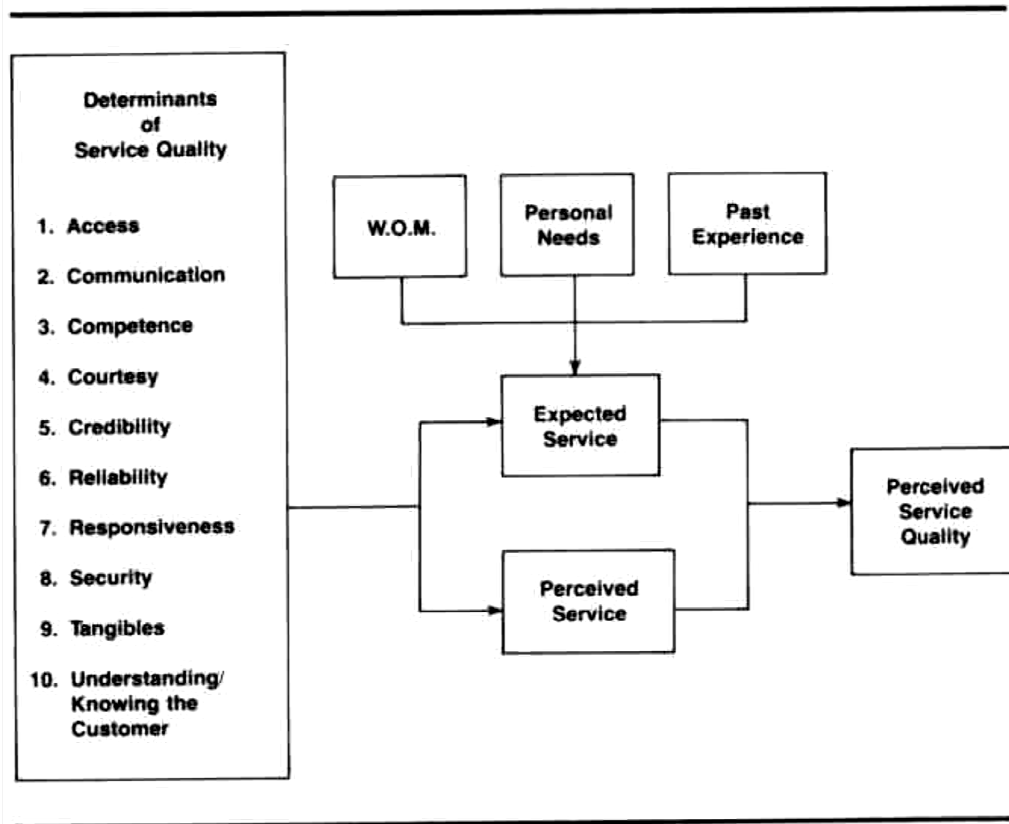 Determinants
of
Service Quality
1. Access
2. Communication
3. Competence
4. Courtesy
5. Credibility
6. Reliability
7. Responsiveness
8. Security
9. Tangibles
10. Understanding/
Knowing the
Customer
W.O.M.
Personal
Needs
Past
Experience
Expected
Service
Perceived
Service
Perceived
Service
Quality